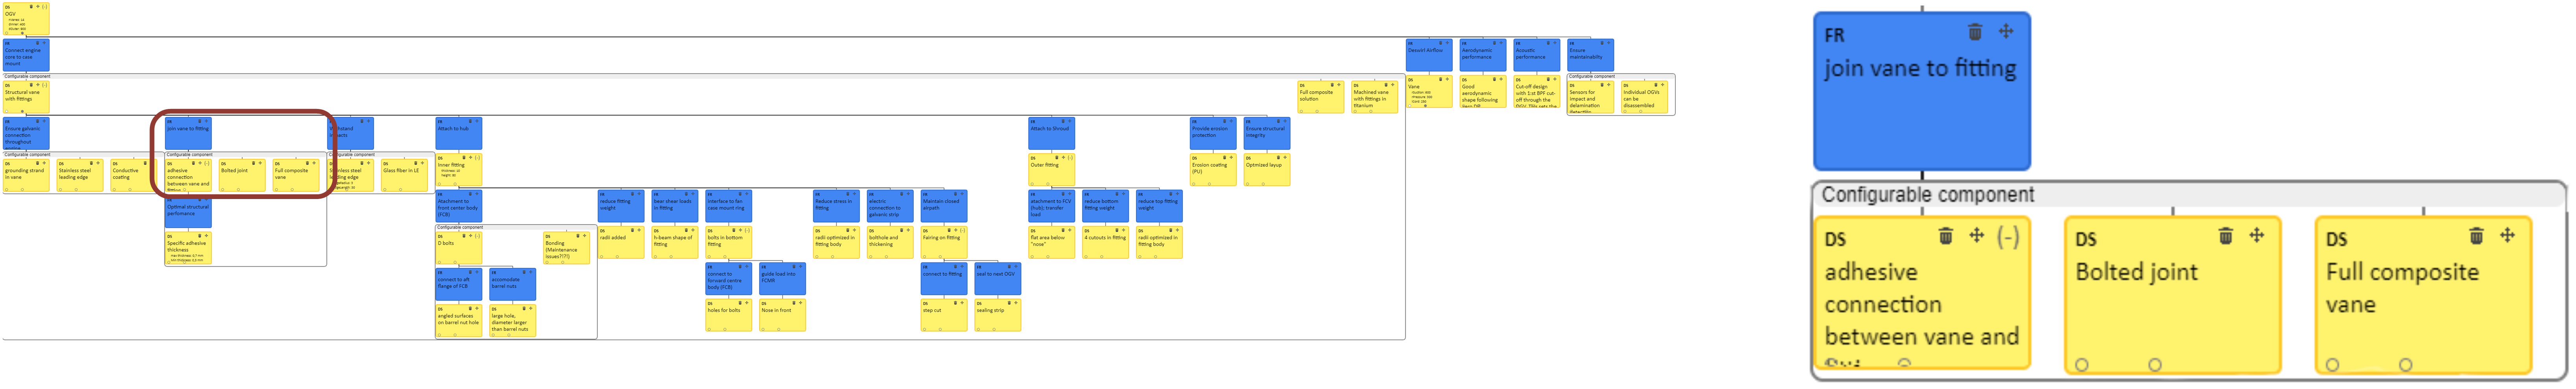 DS
OGV
FR
Connect engine
core to case
mount
Configurable component
DS
Structural vane
with fittings
DS
Full composite
solution
DS
Machined vane
with fittings in
titanium
FR
Deswirl Airflow
DS
Vane
FR
Aerodynamic
performance
DS
Good
aerodynamic
shape following
FR
Acoustic
performance
DS
Cut-off design
with 1:st BPF cut-
off through the
FR
Ensure
maintainability
Configurable component
DS
Sensors for
impact and
delamination
DS
Individual OGVs
can be
disassembled
FR
Ensure galvanic
connection
throughout
Configurable component
DS
grounding strand
in vane
DS
Stainless steel
leading edge
DS
Conductive
coating
FR
join vane to fitting
Configurable component
DS
adhesive
connection
between vane and
DS
Bolted joint
DS
Full composite
vane
FR
Optimal structural
perfomance
DS
Specific adhesive
thickness
Configurable component
DS
Stainless steel
leading edge
DS
Glass fiber in LE
FR
Attach to hub
DS
Inner fitting
FR
Atachment to
front center body
(FCB)
Configurable component
DS
D bolts
DS
Bonding
(Maintenance
issues?!?!)
FR
connect to aft
flange of FCB
FR
accomodate
barrel nuts
DS
angled surfaces
on barrel nut hole
DS
large hole,
diameter larger
than barrel nuts
FR
reduce fitting
weight
DS
radii added
FR
bear shear loads in
fitting
DS
h-beam shape of
fitting
FR
interface to fan
case mount ring
DS
bolts in bottom
fitting
FR
connect to
forward centre
body (FCB)
FR
guide load into
FCMR
DS
holes for bolts
DS
Nose in front
FR
Reduce stress in
fitting
DS
radii optimized in
fitting body
FR
electric
connection to
galvanic strip
DS
bolthole and
thickening
FR
Maintain closed
airpath
DS
Fairing on fitting
FR
connect to fitting
FR
seal to next OGV
DS
step cut
DS
sealing strip
FR
Attach to Shroud
DS
Outer fitting
FR
atachment to FCV
(hub); transfer
load
DS
flat area below
"nose"
FR
reduce bottom
fitting weight
DS
4 cutouts in fitting
FR
reduce top fitting
weight
DS
radii optimized in
fitting body
FR
Provide erosion
protection
DS
Erosion coating
(PU)
FR
Ensure structural
integrity
DS
Optimized layup
FR
join vane to fitting
Configurable component
DS
(-)
adhesive
connection
between vane and
DS
Bolted joint
DS
Full composite
vane